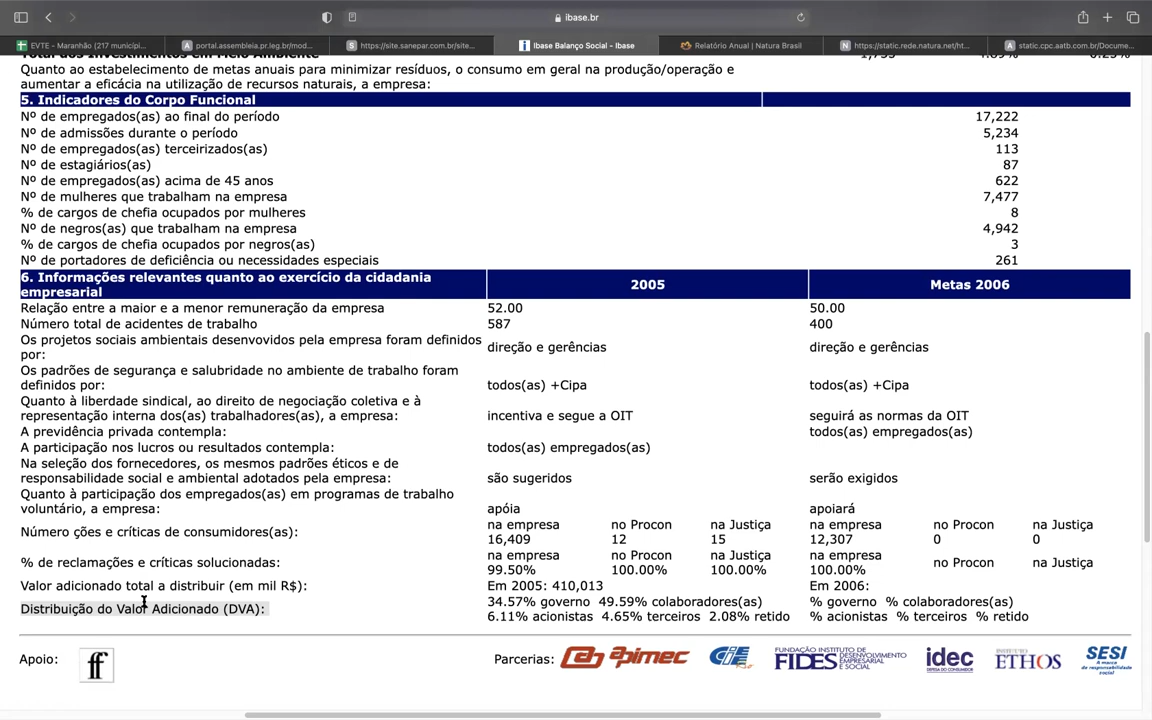 ibase.br
EVTE - Maranhão (217 municípi...
portal.assembleia.pr.leg.br/mod...
https://site.sanepar.com.br/site...
Ibase Balanço Social - Ibase
Relatório Anual | Natura Brasil
https://static.rede.natura.net/ht...
static.cpc.aatb.com.br/Docume...
Quanto ao estabelecimento de metas anuais para minimizar resíduos, o consumo em geral na produção/operação e
aumentar a eficácia na utilização de recursos naturais, a empresa:
5. Indicadores do Corpo Funcional
Nº de empregados(as) ao final do período 17,222
Nº de admissões durante o período 5,234
Nº de empregados(as) terceirizados(as) 113
Nº de estagiários(as) 87
Nº de empregados(as) acima de 45 anos 622
Nº de mulheres que trabalham na empresa 7,477
% de cargos de chefia ocupados por mulheres 8
Nº de negros(as) que trabalham na empresa 4,942
% de cargos de chefia ocupados por negros(as) 3
Nº de portadores de deficiência ou necessidades especiais 261
6. Informações relevantes quanto ao exercício da cidadania
empresarial
2005 Metas 2006
Relação entre a maior e a menor remuneração da empresa 52.00 50.00
Número total de acidentes de trabalho 587 400
Os projetos sociais ambientais desenvovidos pela empresa foram definidos
por:
direção e gerências direção e gerências
Os padrões de segurança e salubridade no ambiente de trabalho foram
definidos por:
todos(as) +Cipa todos(as) +Cipa
Quanto à liberdade sindical, ao direito de negociação coletiva e à
representação interna dos(as) trabalhadores(as), a empresa:
incentiva e segue a OIT seguirá as normas da OIT
A previdência privada contempla: todos(as) empregados(as)
A participação nos lucros ou resultados contempla: todos(as) empregados(as)
Na seleção dos fornecedores, os mesmos padrões éticos e de
responsabilidade social e ambiental adotados pela empresa:
são sugeridos serão exigidos
Quanto à participação dos empregados(as) em programas de trabalho
voluntário, a empresa:
apóia apoiará
Número ções e críticas de consumidores(as):
na empresa no Procon na Justiça na empresa no Procon na Justiça
16,409 12 15 12,307 0 0
% de reclamações e críticas solucionadas:
na empresa no Procon na Justiça na empresa no Procon na Justiça
99.50% 100.00% 100.00% 100.00%
Valor adicionado total a distribuir (em mil R$): Em 2005: 410,013 Em 2006:
Distribuição do Valor Adicionado (DVA):
34.57% governo 49.59% colaboradores(as) % governo % colaboradores(as)
6.11% acionistas 4.65% terceiros 2.08% retido % acionistas % terceiros % retido
Apoio: ff Parcerias: apimec CIEE Rio FIDES FUNDAÇÃO INSTITUTO DE DESENVOLVIMENTO EMPRESARIAL E SOCIAL idec DEFESA DO CONSUMIDOR INSTITUTO ETHOS SESI A marca da responsabilidade social